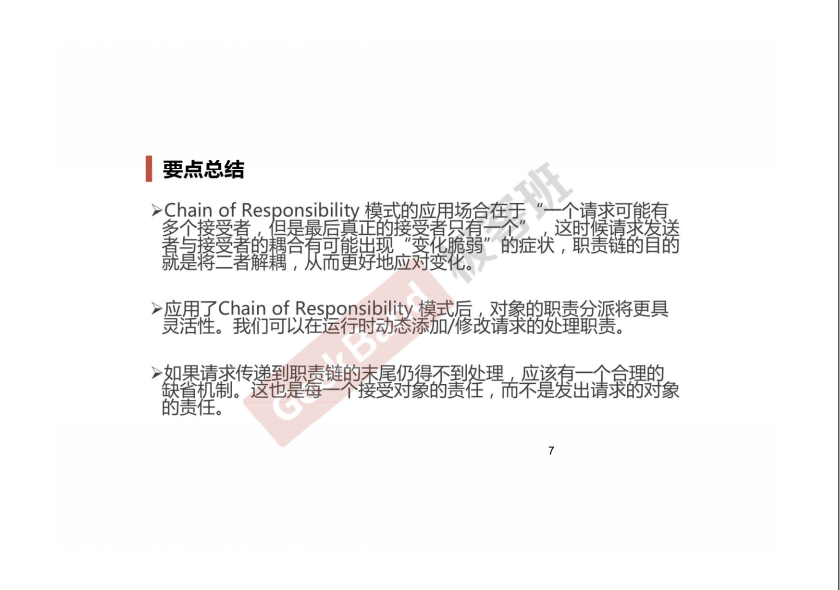 要点总结
➢Chain of Responsibility 模式的应用场合在于“一个请求可能有
多个接受者，但是最后真正的接受者只有一个”，这时候请求发送
者与接受者的耦合有可能出现“变化脆弱”的症状，职责链的目的
就是将二者解耦，从而更好地应对变化。
➢应用了Chain of Responsibility 模式后，对象的职责分派将更具
灵活性。我们可以在运行时动态添加/修改请求的处理职责。
➢如果请求传递到职责链的末尾仍得不到处理，应该有一个合理的
缺省机制。这也是每一个接受对象的责任，而不是发出请求的对象
的责任。
GeekBand
极客班
7